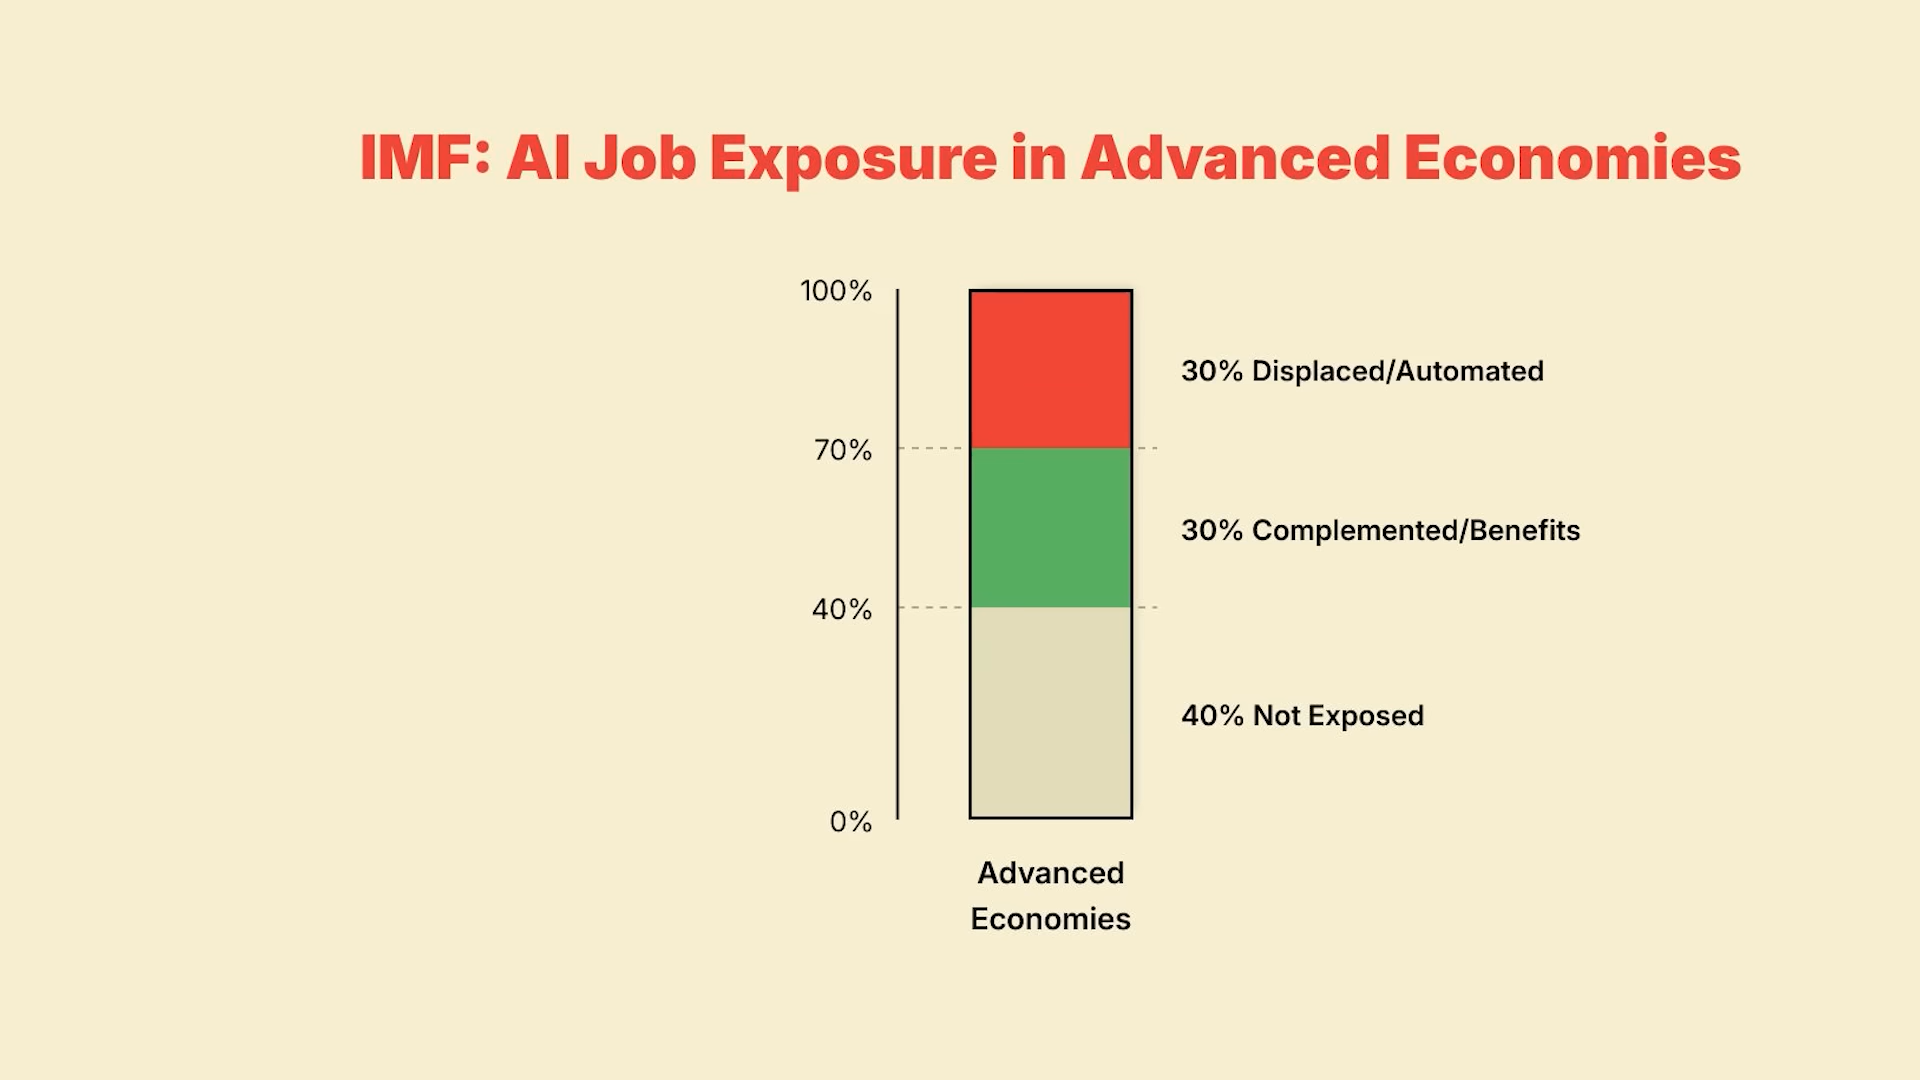 IMF: AI Job Exposure in Advanced Economies
100%
30% Displaced/Automated
70%
30% Complemented/Benefits
40%
40% Not Exposed
0%
Advanced
Economies